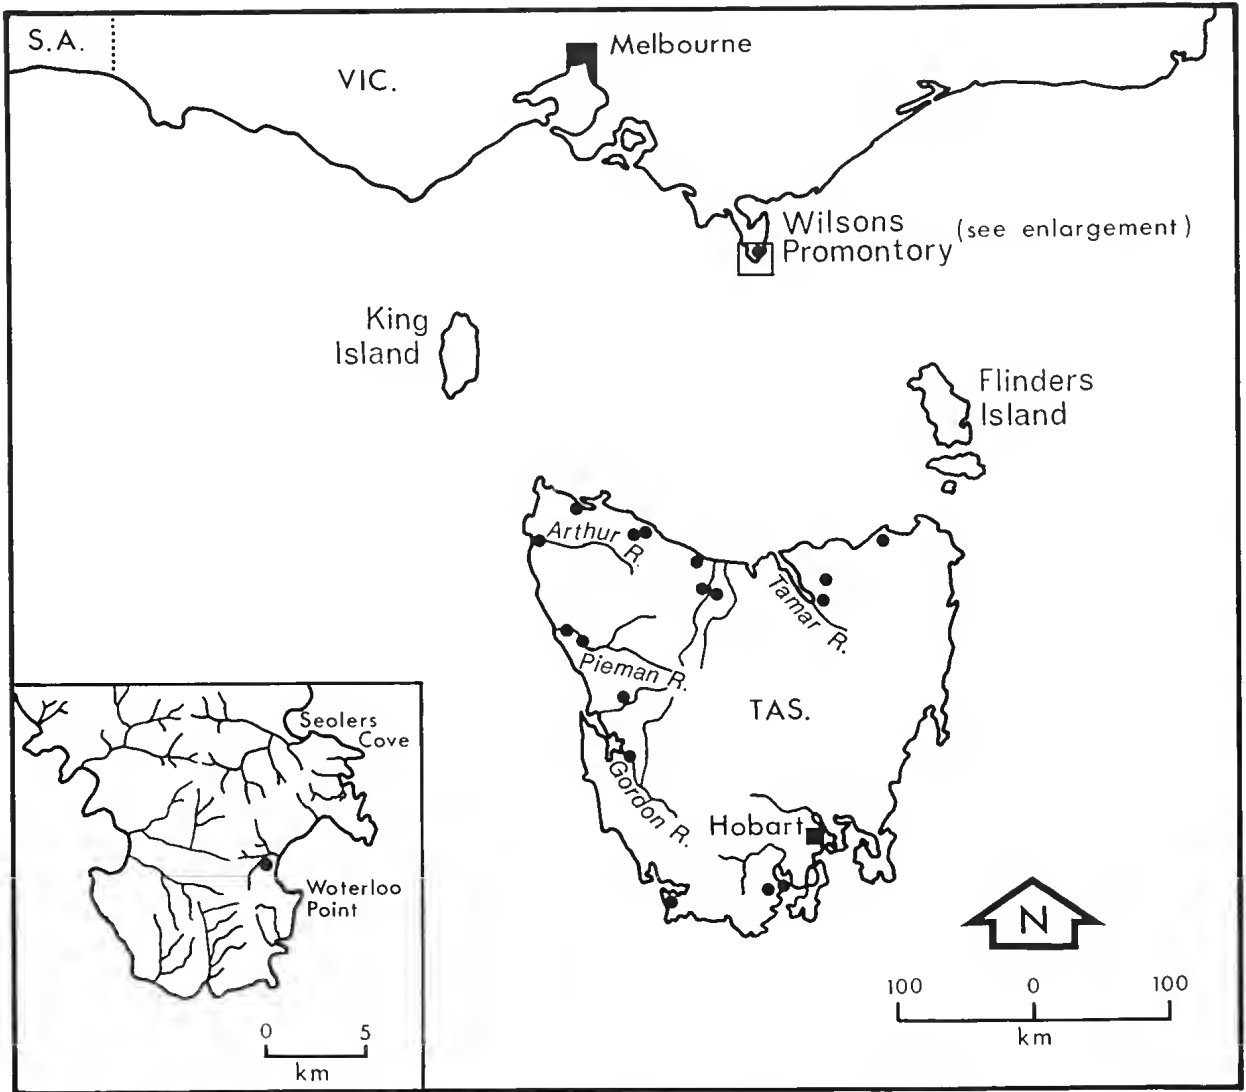 S.A.
VIC.
Melbourne
Wilsons
Promontory
(see enlargement)
King
Island
Flinders
Island
Arthur R.
Tamar R.
Pieman R.
TAS.
Gordon R.
Hobart
Seolers
Cove
Woterloo
Point
0 5
km
N
100 0 100
km